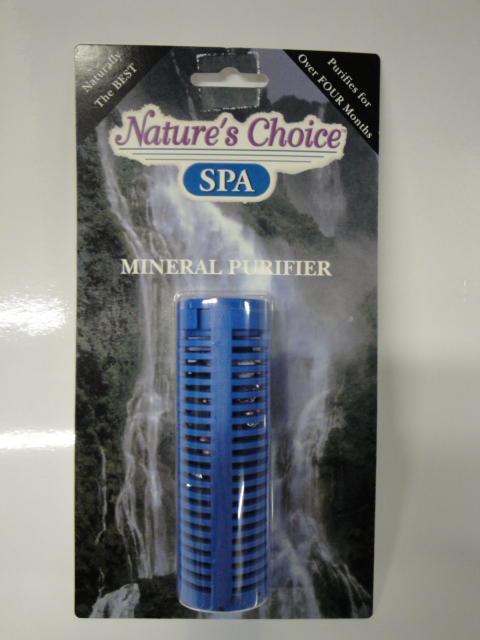 Naturally
The BEST
Purifies for
Over FOUR Months
Nature's Choice
SPA
MINERAL PURIFIER